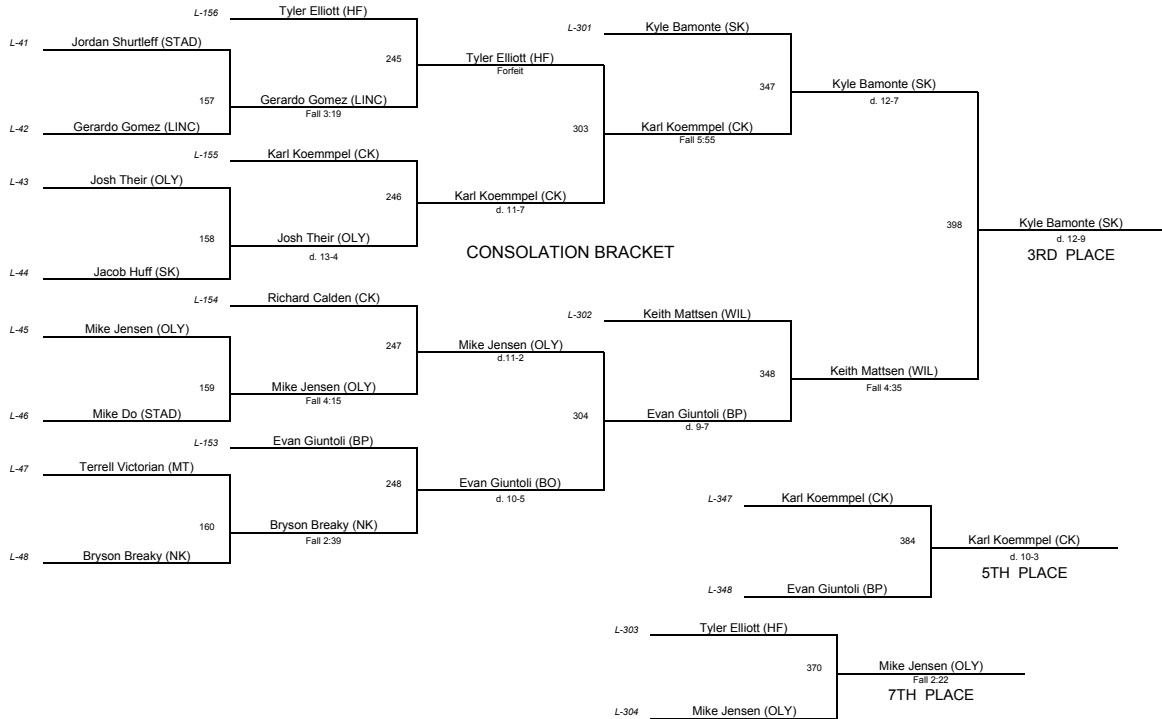 L-156 Tyler Elliott (HF)
L-301 Kyle Bamonte (SK)
L-41 Jordan Shurtleff (STAD)
245 Tyler Elliott (HF)
Forfeit
347 Kyle Bamonte (SK)
d. 12-7
157 Gerardo Gomez (LINC)
Fall 3:19
L-42 Gerardo Gomez (LINC)
303 Karl Koemmpel (CK)
Fall 5:55
L-155 Karl Koemmpel (CK)
L-43 Josh Their (OLY)
246 Karl Koemmpel (CK)
d. 11-7
158 Josh Their (OLY)
d. 13-4
398 Kyle Bamonte (SK)
d. 12-9
3RD PLACE
CONSOLATION BRACKET
L-44 Jacob Huff (SK)
L-154 Richard Calden (CK)
L-302 Keith Mattsen (WIL)
L-45 Mike Jensen (OLY)
247 Mike Jensen (OLY)
d.11-2
348 Keith Mattsen (WIL)
Fall 4:35
159 Mike Jensen (OLY)
Fall 4:15
L-46 Mike Do (STAD)
304 Evan Giuntoli (BP)
d. 9-7
L-153 Evan Giuntoli (BP)
L-47 Terrell Victorian (MT)
248 Evan Giuntoli (BO)
d. 10-5
160 Bryson Breaky (NK)
Fall 2:39
L-48 Bryson Breaky (NK)
L-347 Karl Koemmpel (CK)
384 Karl Koemmpel (CK)
d. 10-3
5TH PLACE
L-348 Evan Giuntoli (BP)
L-303 Tyler Elliott (HF)
370 Mike Jensen (OLY)
Fall 2:22
7TH PLACE
L-304 Mike Jensen (OLY)